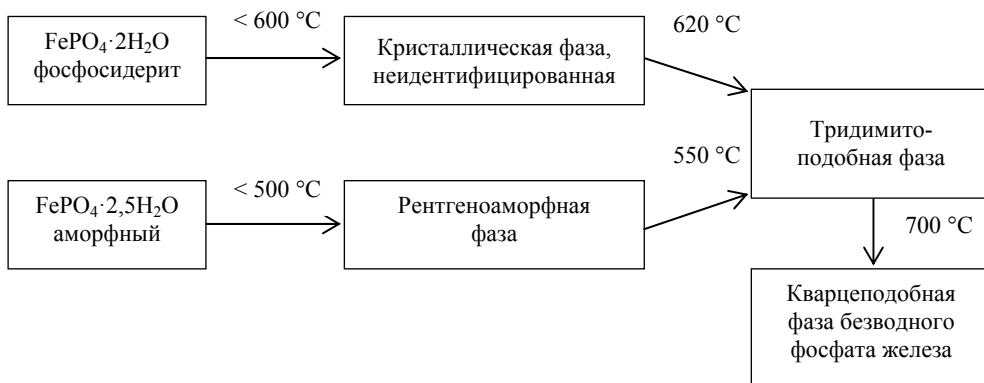 FePO₄·2H₂O
фосфосидерит
< 600 °C
Кристаллическая фаза,
неидентифицированная
620 °C
FePO₄·2,5H₂O
аморфный
< 500 °C
Рентгеноаморфная
фаза
550 °C
Тридимито-
подобная фаза
700 °C
Кварцеподобная
фаза безводного
фосфата железа